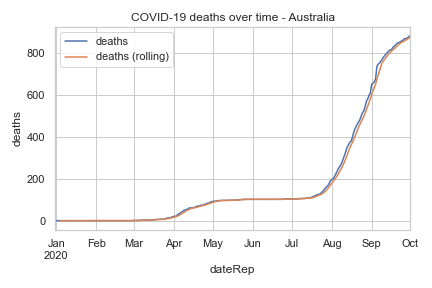 COVID-19 deaths over time - Australia
deaths
deaths (rolling)
800
600
400
200
0
deaths
Jan Feb Mar Apr May Jun Jul Aug Sep Oct
2020
dateRep